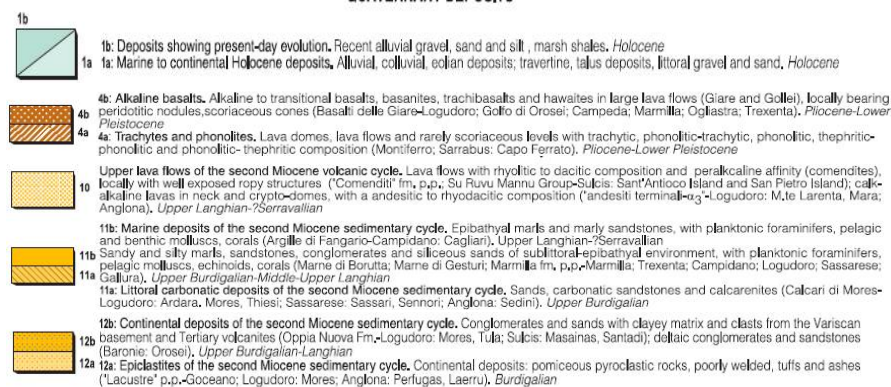 QUATERNARY DEPOSITS
1b
1b: Deposits showing present-day evolution. Recent alluvial gravel, sand and silt , marsh shales. Holocene
1a 1a: Marine to continental Holocene deposits. Alluvial, colluvial, eolian deposits; travertine, talus deposits, littoral gravel and sand. Holocene
4b: Alkaline basalts. Alkaline to transitional basalts, basanites, trachibasalts and hawaites in large lava flows (Giare and Gollei), locally bearing
4b peridotitic nodules,scoriaceous cones (Basalti delle Giare-Logudoro; Golfo di Orosei; Campeda; Marmilla; Ogliastra; Trexenta). Pliocene-Lower
Pleistocene
4a 4a: Trachytes and phonolites. Lava domes, lava flows and rarely scoriaceous levels with trachytic, phonolitic-trachytic, phonolitic, thephritic-
phonolitic and phonolitic- thephritic composition (Montiferro; Sarrabus: Capo Ferrato). Pliocene-Lower Pleistocene
Upper lava flows of the second Miocene volcanic cycle. Lava flows with rhyolitic to dacitic composition and peralkaline affinity (comendites),
10 locally with well exposed ropy structures ("Comenditi" fm. p.p.; Su Ruvu Mannu Group-Sulcis: Sant'Antioco Island and San Pietro Island); calk-
alkaline lavas in neck and crypto-domes, with a andesitic to rhyodacitic composition ("andesiti terminali-α3"-Logudoro: M.te Larenta, Mara;
Anglona). Upper Langhian-?Serravallian
11b: Marine deposits of the second Miocene sedimentary cycle. Epibathyal marls and marly sandstones, with planktonic foraminifers, pelagic
and benthic molluscs, corals (Argille di Fangario-Campidano: Cagliari). Upper Langhian-?Serravallian
11b Sandy and silty marls, sandstones, conglomerates and siliceous sands of sublittoral-epibathyal environment, with planktonic foraminifers,
pelagic molluscs, echinoids, corals (Marne di Borutta; Marne di Gesturi; Marmilla fm. p.p.-Marmilla; Trexenta; Campidano; Logudoro; Sassarese;
11a Gallura). Upper Burdigalian-Middle-Upper Langhian
11a: Littoral carbonatic deposits of the second Miocene sedimentary cycle. Sands, carbonatic sandstones and calcarenites (Calcari di Mores-
Logudoro: Ardara. Mores, Thiesi; Sassarese: Sassari, Sennori; Anglona: Sedini). Upper Burdigalian
12b: Continental deposits of the second Miocene sedimentary cycle. Conglomerates and sands with clayey matrix and clasts from the Variscan
12b basement and Tertiary volcanites (Oppia Nuova Fm.-Logudoro: Mores, Tula; Sulcis: Masainas, Santadi); deltaic conglomerates and sandstones
(Baronie: Orosei). Upper Burdigalian-Langhian
12a 12a: Epiclastites of the second Miocene sedimentary cycle. Continental deposits: pomiceous pyroclastic rocks, poorly welded, tuffs and ashes
("Lacustre" p.p.-Goceano; Logudoro: Mores; Anglona: Perfugas, Laerru). Burdigalian